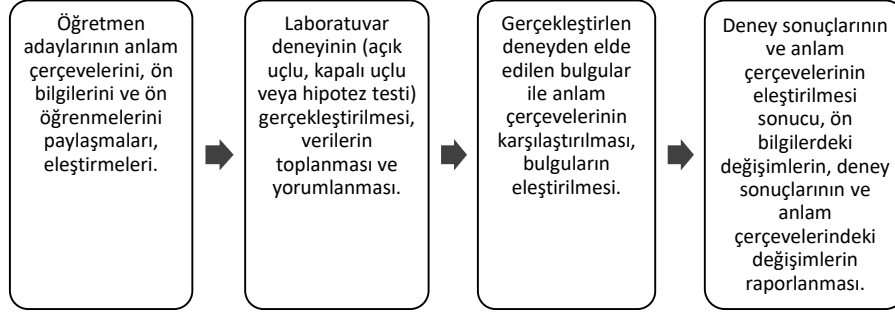 Öğretmen
adaylarının anlam
çerçevelerini, ön
bilgilerini ve ön
öğrenmelerini
paylaşmaları,
eleştirmeleri.
Laboratuvar
deneyinin (açık
uçlu, kapalı uçlu
veya hipotez testi)
gerçekleştirilmesi,
verilerin
toplanması ve
yorumlanması.
Gerçekleştirlen
deneyden elde
edilen bulgular
ile anlam
çerçevelerinin
karşılaştırılması,
bulguların
eleştirilmesi.
Deney sonuçlarının
ve anlam
çerçevelerinin
eleştirilmesi
sonucu, ön
bilgilerdeki
değişimlerin, deney
sonuçlarının ve
anlam
çerçevelerindeki
değişimlerin
raporlanması.